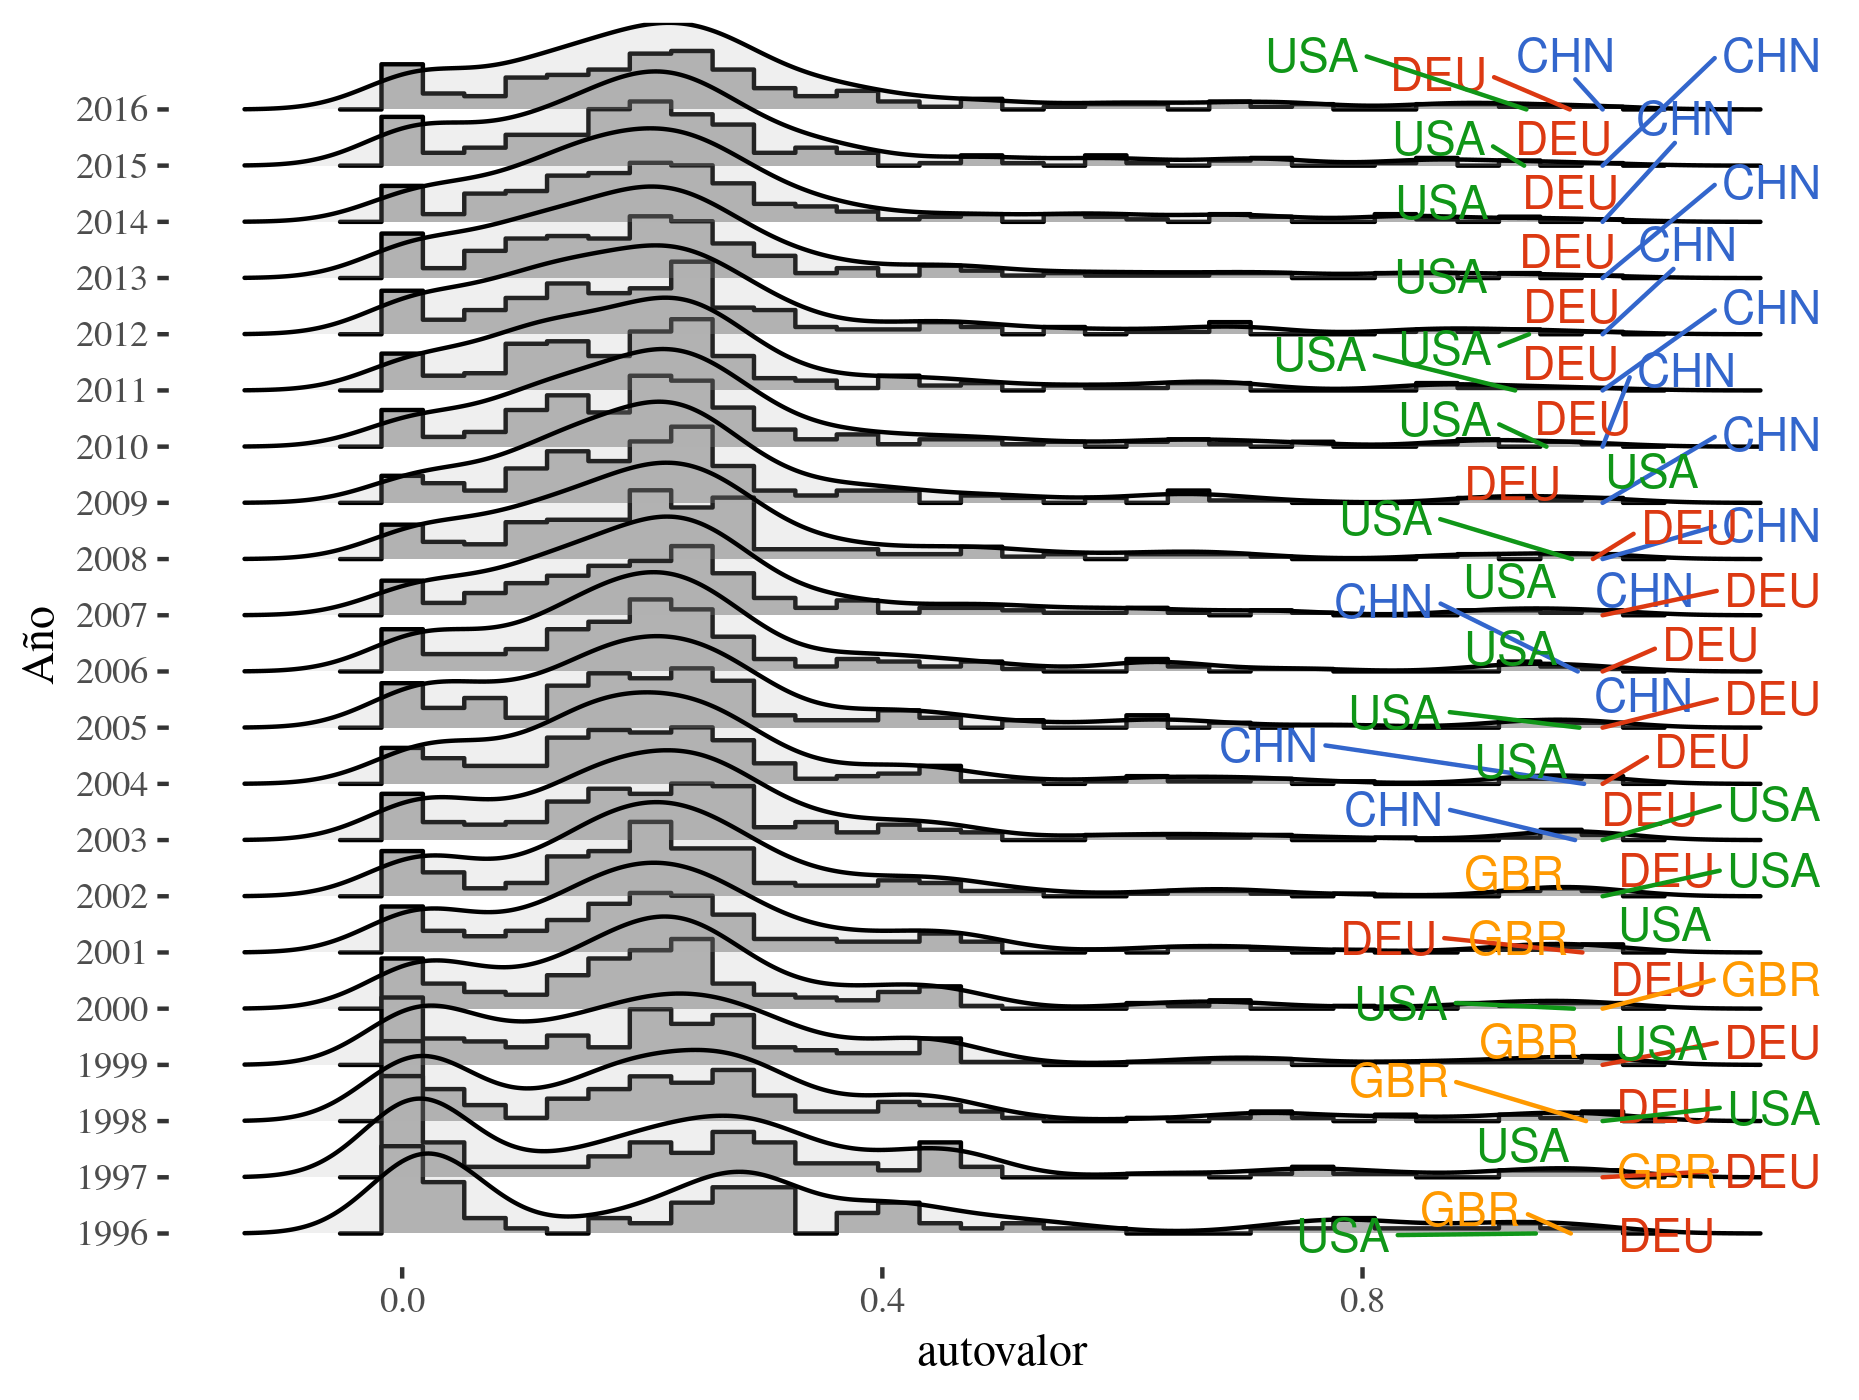 USA DEU CHN CHN
2016
CHN
2015 USA DEU
2014 USA DEU CHN
2013 USA DEU CHN
2012 DEU CHN
2011 USA USA DEU CHN
2010 USA DEU CHN
2009 DEU USA
2008 USA DEU CHN
2007 CHN USA CHN DEU
2006 USA DEU
2005 USA CHN DEU
2004 CHN USA DEU
2003 CHN DEU USA
2002 GBR DEU USA
2001 DEU GBR USA
2000 USA DEU GBR
1999 GBR USA DEU
1998 GBR DEU USA
1997 USA GBR DEU
1996 USA GBR DEU
Año
0.0 0.4 0.8
autovalor